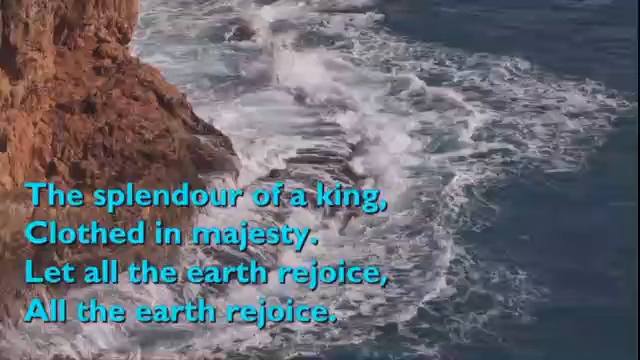 The splendour of a king,
Clothed in majesty.
Let all the earth rejoice,
All the earth rejoice.